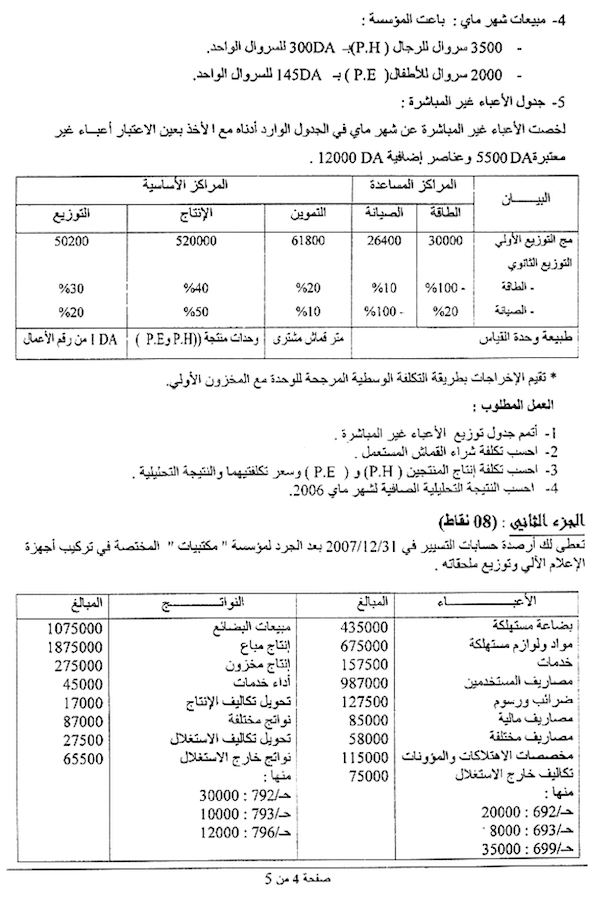 4- مبيعات شهر ماي : باعت المؤسسة :
- 3500 سروال للرجال (P.H) بـ 300DA للسروال الواحد.
- 2000 سروال للأطفال( P.E ) بـ 145DA للسروال الواحد.
5- جدول الأعباء غير المباشرة :
لخصت الأعباء غير المباشرة عن شهر ماي في الجدول الوارد أدناه مع الأخذ بعين الاعتبار أعباء غير
معتبرة 5500 DA وعناصر إضافية 12000 DA .
البيـــــان المراكز المساعدة المراكز الأساسية
الطاقة الصيانة التموين الإنتاج التوزيع
مج التوزيع الأولي 30000 26400 61800 520000 50200
التوزيع الثانوي
- الطاقة - 100% 10% 20% 40% 30%
- الصيانة 20% - 100% 10% 50% 20%
طبيعة وحدة القياس متر قماش مشترى وحدات منتجة ((P.H) و P.E ) 1 DA من رقم الأعمال
* تقيم الإخراجات بطريقة التكلفة الوسطية المرجحة للوحدة مع المخزون الأولي.
العمل المطلوب :
1- أتمم جدول توزيع الأعباء غير المباشرة .
2- احسب تكلفة شراء القماش المستعمل .
3- احسب تكلفة إنتاج المنتجين ( P.H ) و ( P.E ) وسعر تكلفتيهما والنتيجة التحليلية .
4- احسب النتيجة التحليلية الصافية لشهر ماي 2006.
الجزء الثاني : (08 نقاط)
تعطى لك أرصدة حسابات التسيير في 2007/12/31 بعد الجرد لمؤسسة " مكتبيات " المختصة في تركيب أجهزة
الإعلام الآلي وتوزيع ملحقاته .
الأعبـــــاء المبالغ النواتـــــج المبالغ
بضاعة مستهلكة 435000 مبيعات البضائع 1075000
مواد ولوازم مستهلكة 675000 إنتاج مباع 1875000
خدمات 157500 إنتاج مخزون 275000
مصاريف المستخدمين 987000 أداء خدمات 45000
ضرائب ورسوم 127500 تحويل تكاليف الإنتاج 17000
مصاريف مالية 85000 نواتج مختلفة 87000
مصاريف مختلفة 58000 تحويل تكاليف الاستغلال 27500
مخصصات الاهتلاكات والمؤونات 115000 نواتج خارج الاستغلال 65500
تكاليف خارج الاستغلال 75000 منها :
منها : حـ/792 : 30000
حـ/692 : 20000 حـ/793 : 10000
حـ/693 : 8000 حـ/796 : 12000
حـ/699 : 35000
صفحة 4 من 5